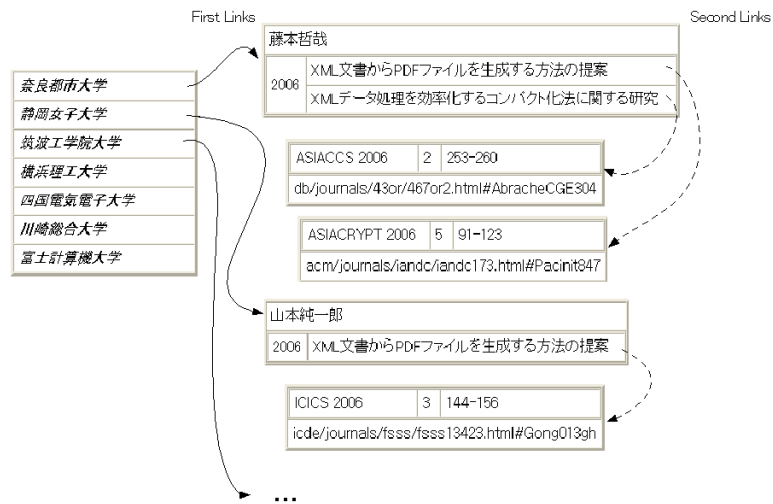 First Links
Second Links
奈良都市大学
静岡女子大学
筑波工学院大学
横浜理工大学
四国電気電子大学
川崎総合大学
富士計算機大学
藤本哲哉
2006
XML文書からPDFファイルを生成する方法の提案
XMLデータ処理を効率化するコンパクト化法に関する研究
ASIACCS 2006 2 253-260
db/journals/43or/467or2.html#AbracheCGE304
ASIACRYPT 2006 5 91-123
acm/journals/iandc/iandc173.html#Pacinit847
山本純一郎
2006 XML文書からPDFファイルを生成する方法の提案
ICICS 2006 3 144-156
icde/journals/fsss/fsss13423.html#Gong013gh
...